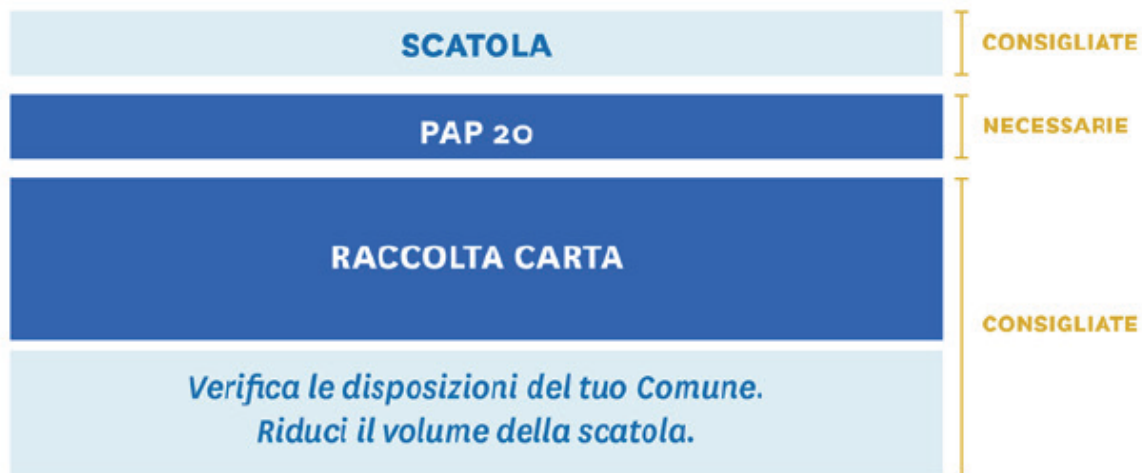 SCATOLA
CONSIGLIATE
PAP 20
NECESSARIE
RACCOLTA CARTA
CONSIGLIATE
Verifica le disposizioni del tuo Comune.
Riduci il volume della scatola.